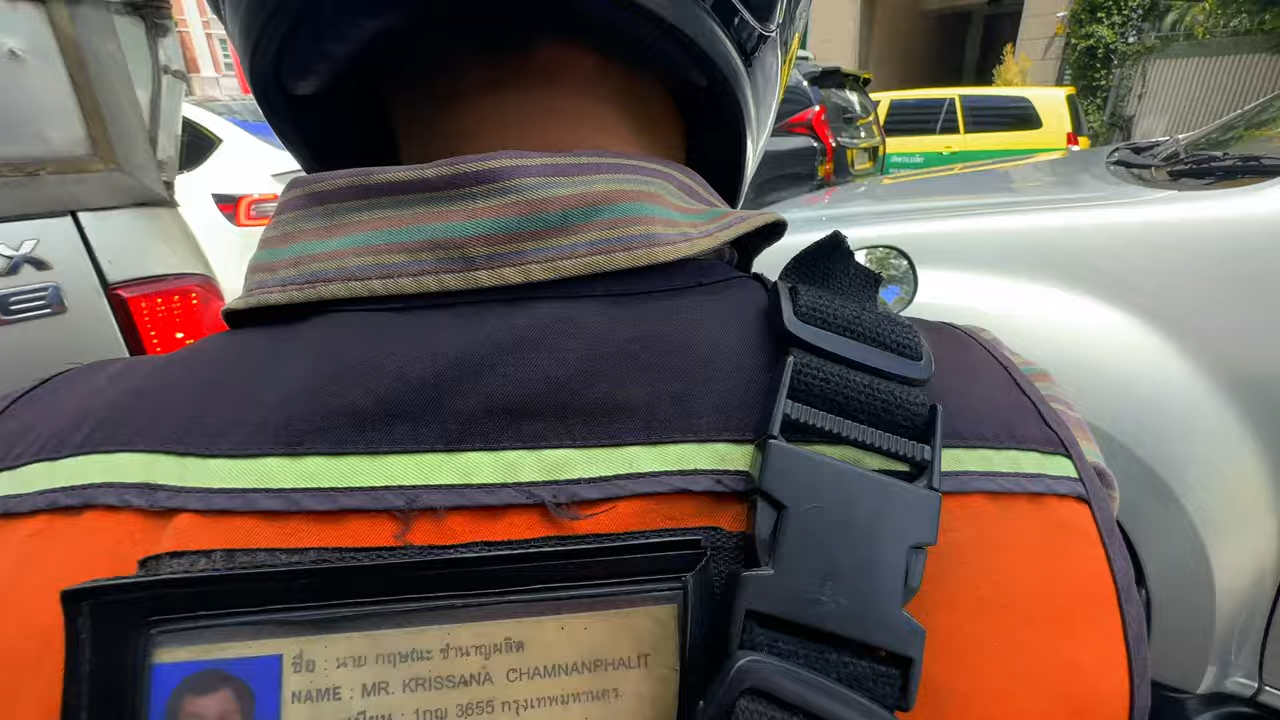 X
E
ชื่อ : นาย กฤษณะ ชำนาญผลิต
NAME : MR. KRISSANA CHAMNANPHALIT
: 1กญ 3655 กรุงเทพมหานคร